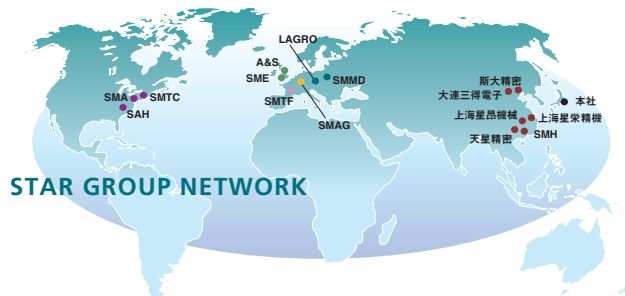 LAGRO
A&S
SME
SMMD
SMTF
SMAG
SMA
SMTC
SAH
斯大精密
大連三得電子
本社
上海星昂機械
上海星栄精機
天星精密
SMH
STAR GROUP NETWORK